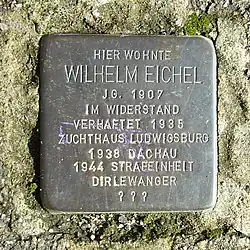 HIER WOHNTE
WILHELM EICHEL
JG. 1907
IM WIDERSTAND
VERHAFTET 1935
ZUCHTHAUS LUDWIGSBURG
1938 DACHAU
1944 STRAFEINHEIT
DIRLEWANGER
? ? ?